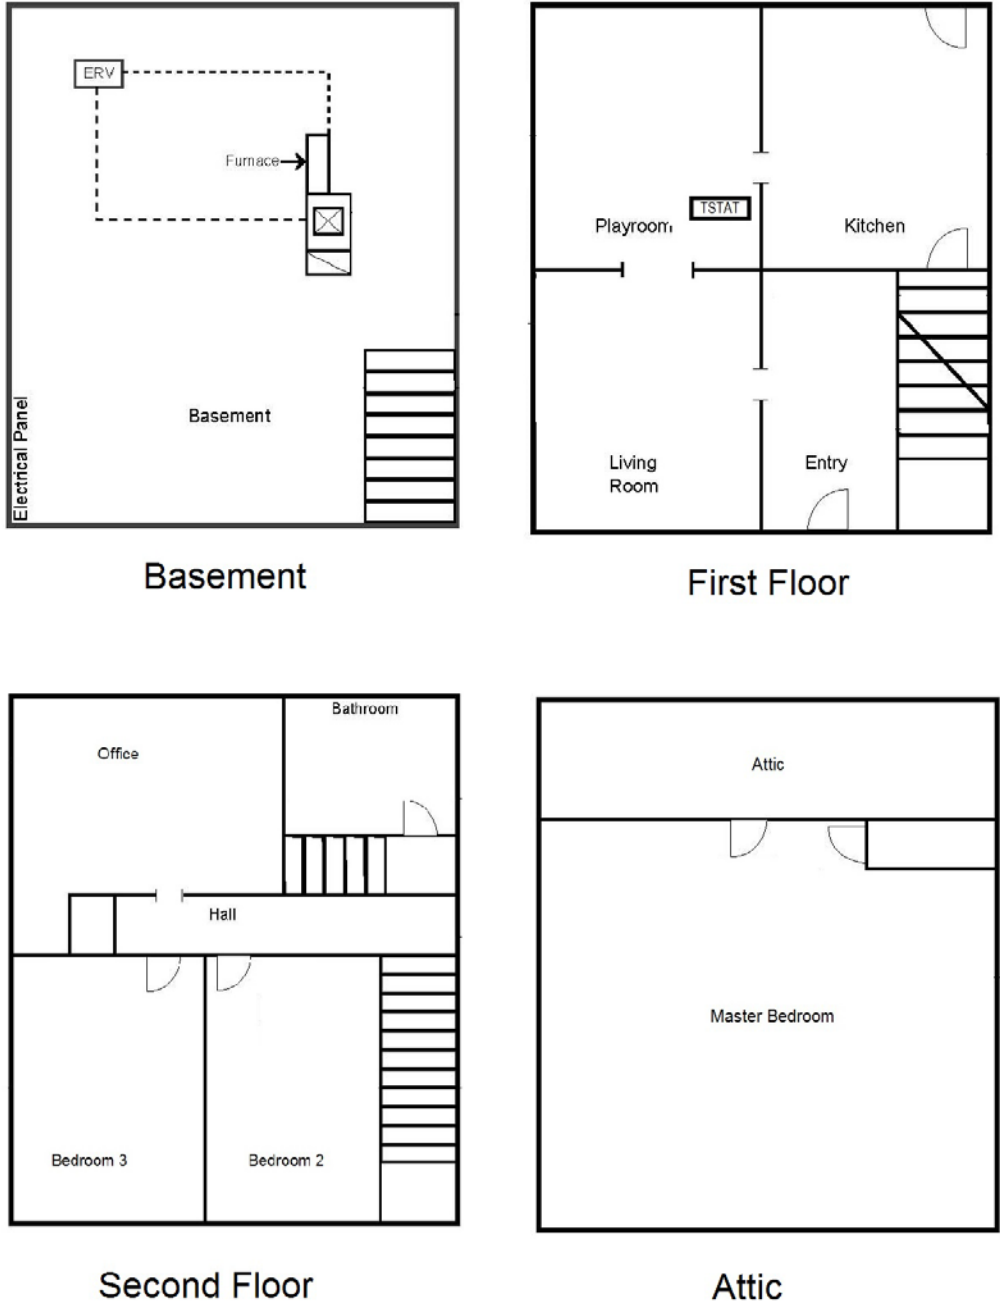 ERV
Furnace
Basement
Electrical Panel
Basement
TSTAT
Playroom
Kitchen
Living
Room
Entry
First Floor
Bathroom
Office
Hall
Bedroom 3
Bedroom 2
Second Floor
Attic
Master Bedroom
Attic